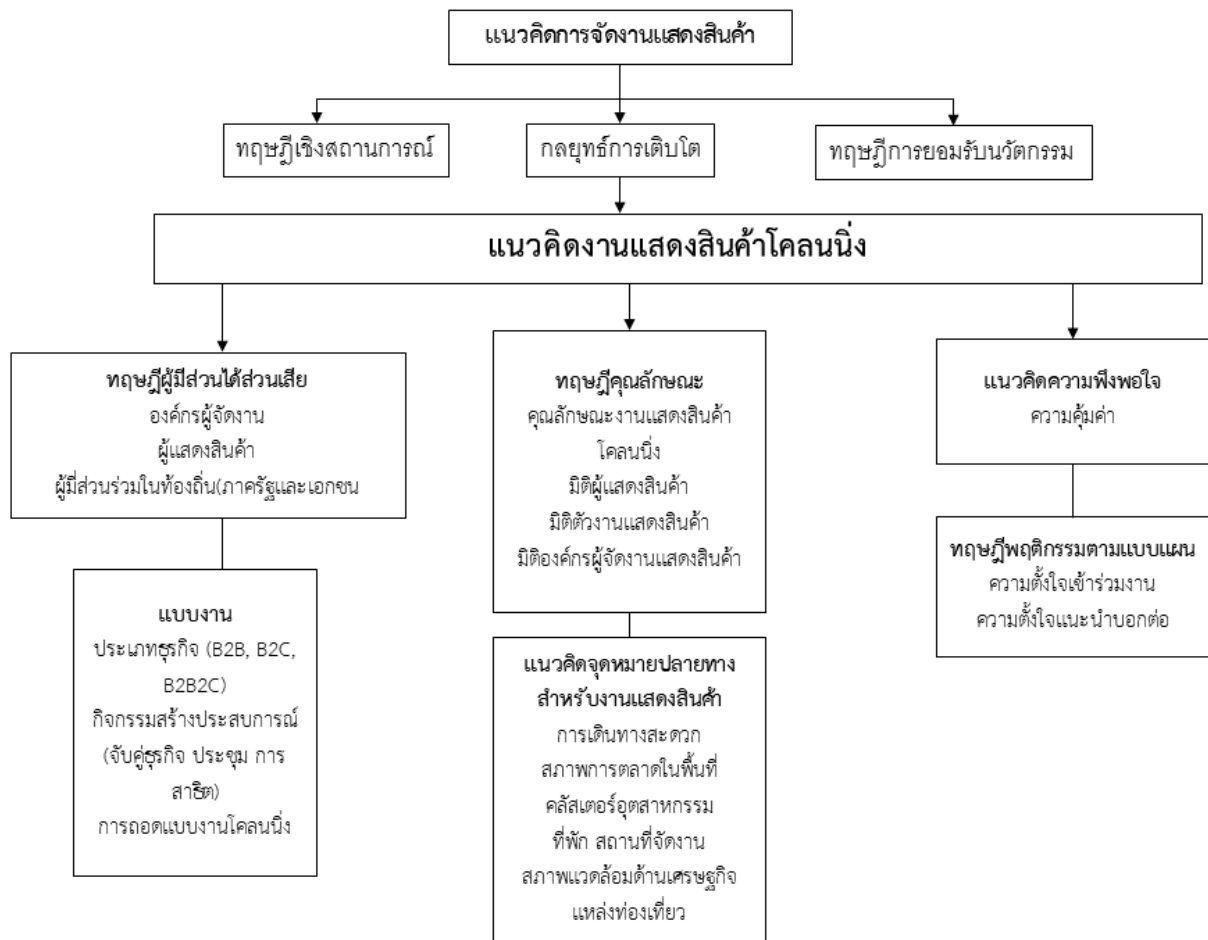 แนวคิดการจัดงานแสดงสินค้า
ทฤษฎีเชิงสถานการณ์
กลยุทธ์การเติบโต
ทฤษฎีการยอมรับนวัตกรรม
แนวคิดงานแสดงสินค้าโคลนนิ่ง
ทฤษฎีผู้มีส่วนได้ส่วนเสีย
องค์กรผู้จัดงาน
ผู้แสดงสินค้า
ผู้มี่ส่วนร่วมในท้องถิ่น(ภาครัฐและเอกชน
แบบงาน
ประเภทธุรกิจ (B2B, B2C,
B2B2C)
กิจกรรมสร้างประสบการณ์
(จับคู่ธุรกิจ ประชุม การ
สาธิต)
การถอดแบบงานโคลนนิ่ง
ทฤษฎีคุณลักษณะ
คุณลักษณะงานแสดงสินค้า
โคลนนิ่ง
มิติผู้แสดงสินค้า
มิติตัวงานแสดงสินค้า
มิติองค์กรผู้จัดงานแสดงสินค้า
แนวคิดจุดหมายปลายทาง
สำหรับงานแสดงสินค้า
การเดินทางสะดวก
สภาพการตลาดในพื้นที่
คลัสเตอร์อุตสาหกรรม
ที่พัก สถานที่จัดงาน
สภาพแวดล้อมด้านเศรษฐกิจ
แหล่งท่องเที่ยว
แนวคิดความพึงพอใจ
ความคุ้มค่า
ทฤษฎีพฤติกรรมตามแบบแผน
ความตั้งใจเข้าร่วมงาน
ความตั้งใจแนะนำบอกต่อ